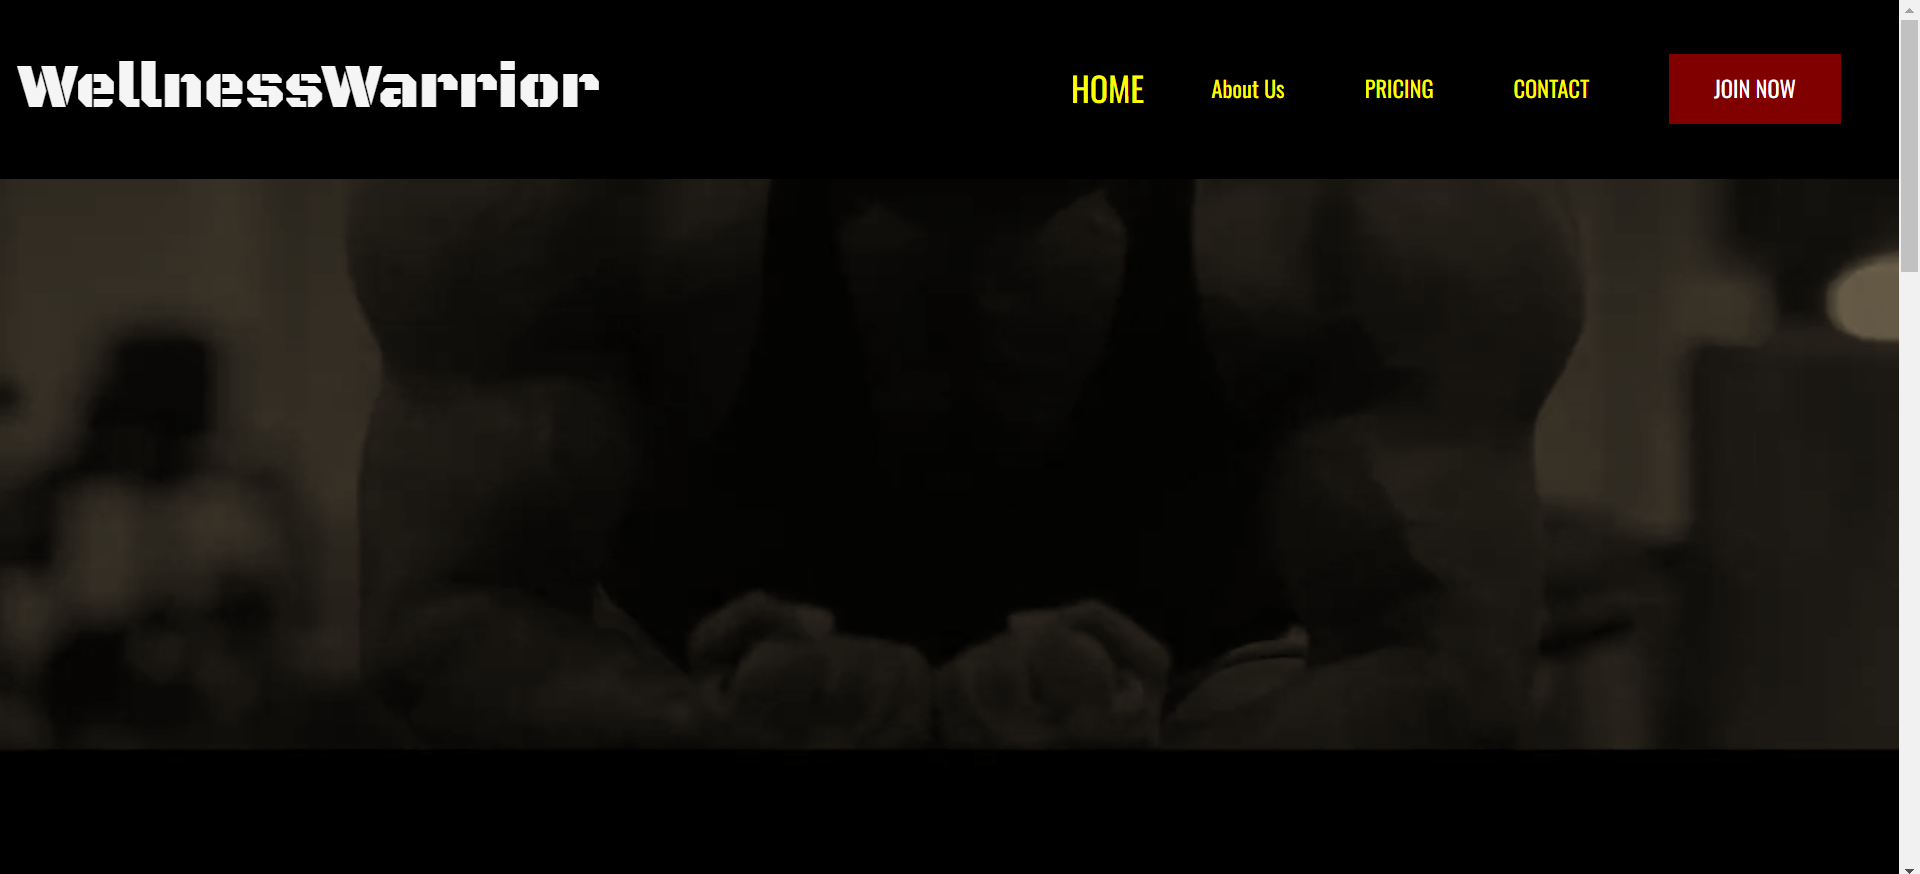 WellnessWarrior
HOME About Us PRICING CONTACT JOIN NOW